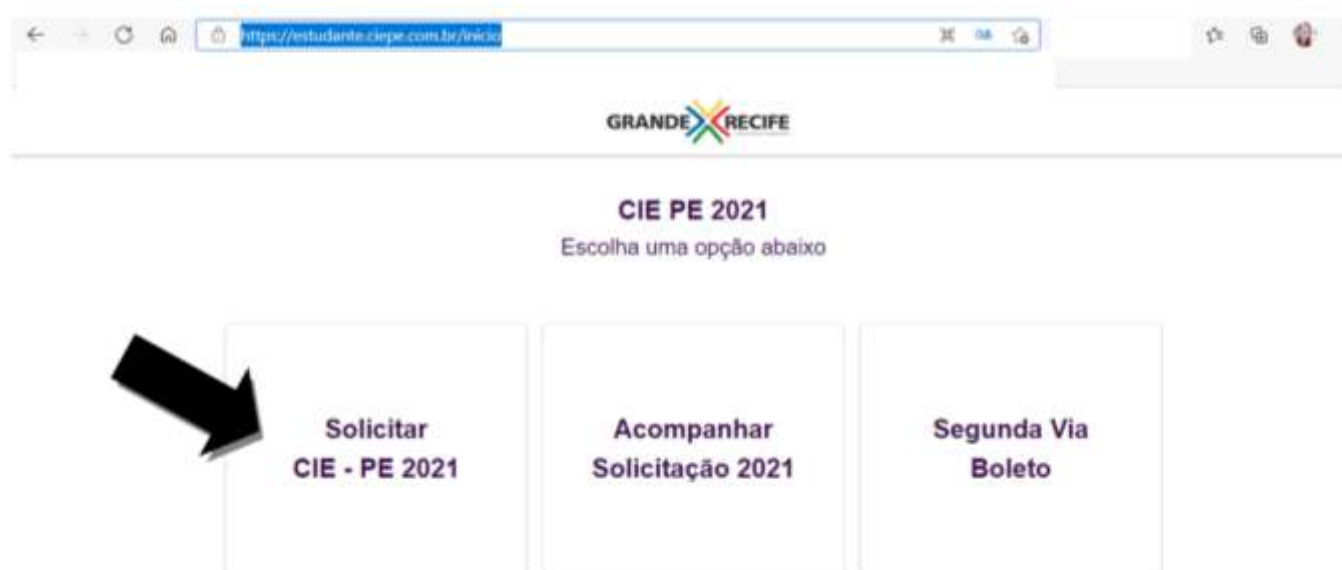 https://estudante.ciepe.com.br/inicio
GRANDE RECIFE
CIE PE 2021
Escolha uma opção abaixo
Solicitar
CIE - PE 2021
Acompanhar
Solicitação 2021
Segunda Via
Boleto